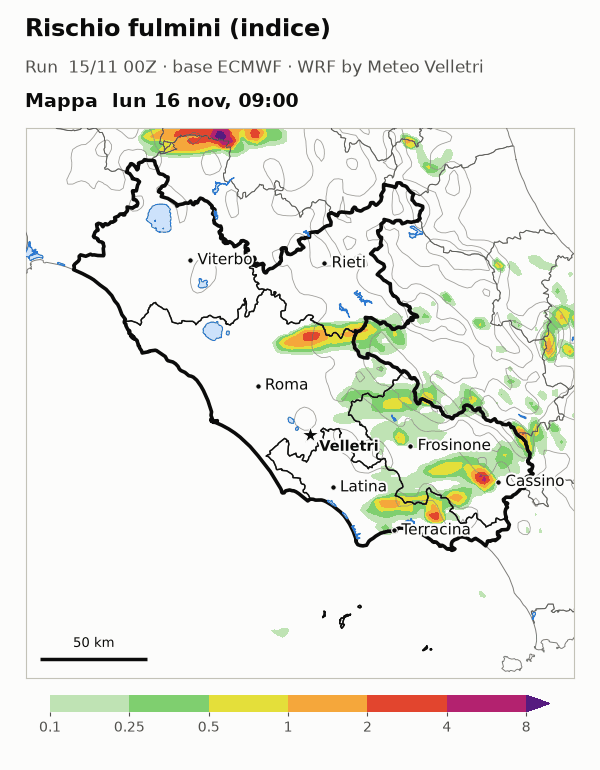 Rischio fulmini (indice)
Run  15/11 00Z · base ECMWF · WRF by Meteo Velletri
Mappa  lun 16 nov, 09:00
Viterbo
Rieti
Roma
Velletri
Frosinone
Cassino
Latina
Terracina
50 km
0.1 0.25 0.5 1 2 4 8